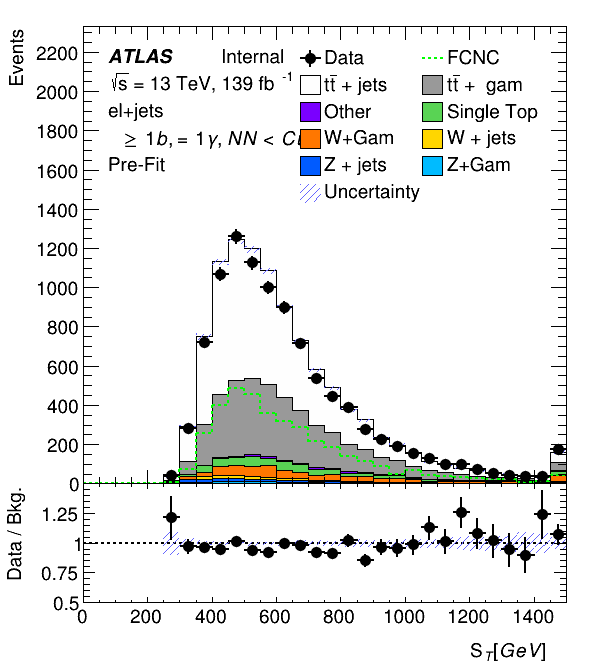 Events
2200
2000
1800
1600
1400
1200
1000
800
600
400
200
0
ATLAS Internal
√s = 13 TeV, 139 fb -1
el+jets
≥ 1b, = 1γ, NN <
Pre-Fit
Data
FCNC
tt̄ + jets
tt̄ + gam
Other
Single Top
W+Gam
W + jets
Z + jets
Z+Gam
Uncertainty
Data / Bkg.
1.25
1
0.75
0.5
0 200 400 600 800 1000 1200 1400
S_T[GeV]